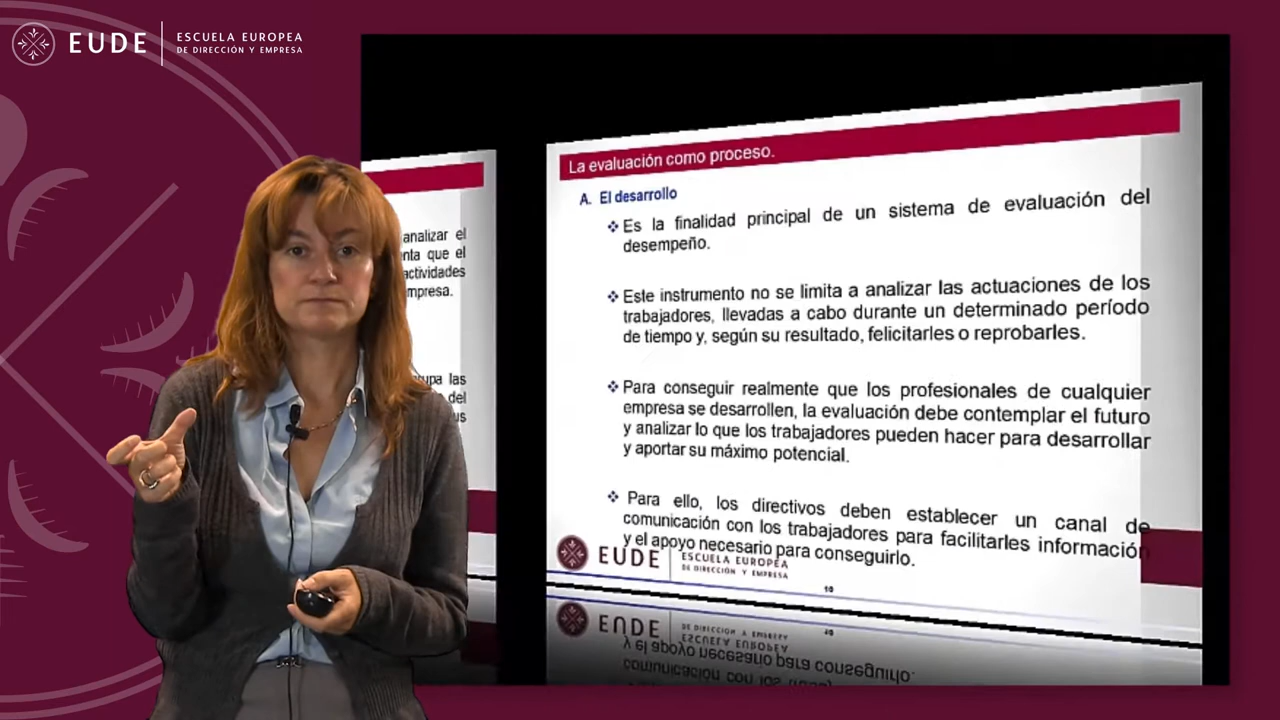 EUDE
ESCUELA EUROPEA
DE DIRECCIÓN Y EMPRESA
analizar el
que el
actividades
las
del
La evaluación como proceso.
A. El desarrollo
Es la finalidad principal de un sistema de evaluación del
desempeño.
Este instrumento no se limita a analizar las actuaciones de los
trabajadores, llevadas a cabo durante un determinado período
de tiempo y, según su resultado, felicitarles o reprobarles.
Para conseguir realmente que los profesionales de cualquier
empresa se desarrollen, la evaluación debe contemplar el futuro
y analizar lo que los trabajadores pueden hacer para desarrollar
y aportar su máximo potencial.
Para ello, los directivos deben establecer un canal de
comunicación con los trabajadores para facilitarles información
y el apoyo necesario para conseguirlo.
EUDE
ESCUELA EUROPEA
DE DIRECCIÓN Y EMPRESA
10